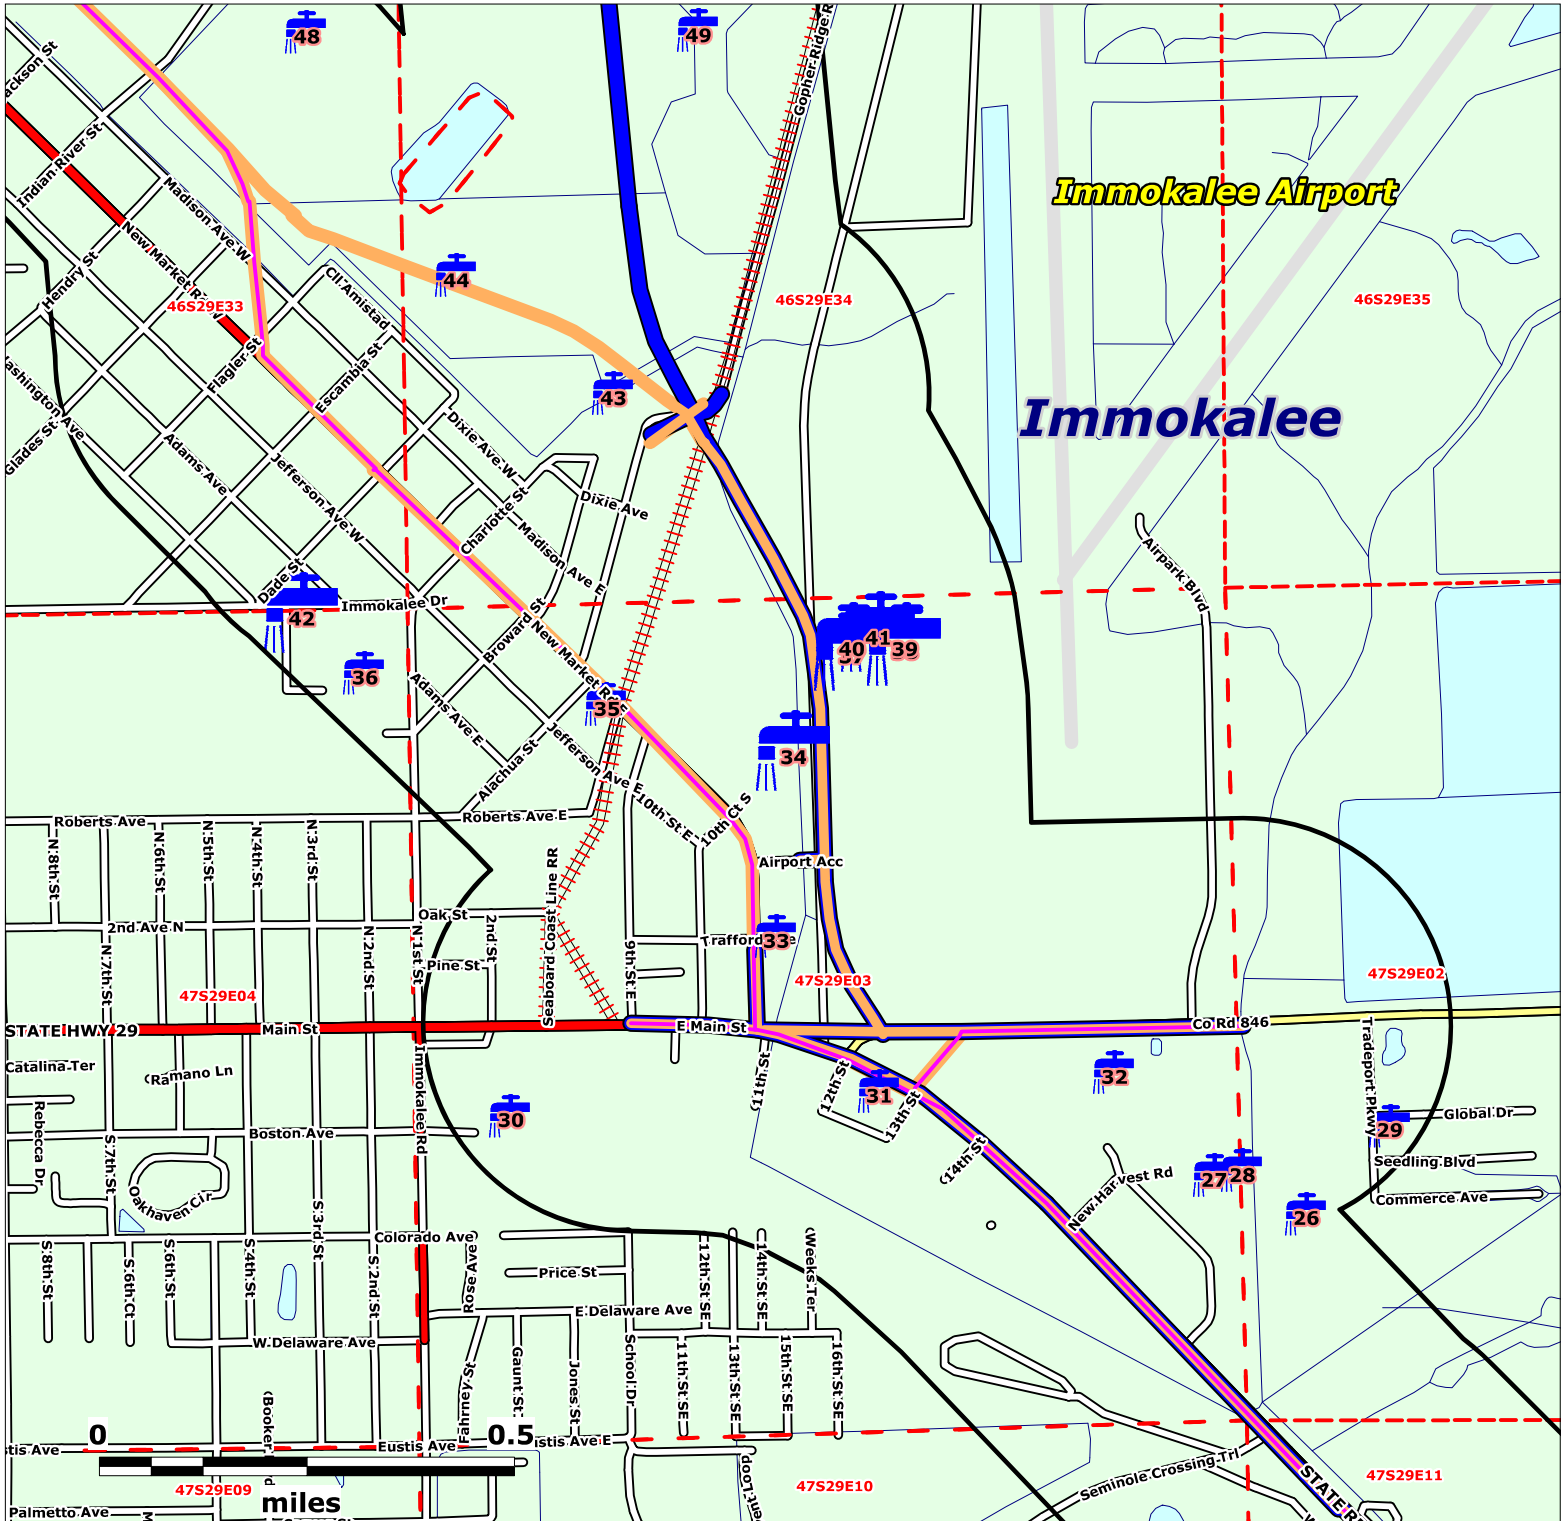 48
49
Gopher Ridge R
ackson St
Indian River St
Immokalee Airport
Madison Ave W
New Market Rd W
Hendry St
44
Cll Amistad
46S29E33
46S29E34
46S29E35
Flagler St
Escambia St
43
Immokalee
ashington Ave
Glades St
Adams Ave
Jefferson Ave W
Dixie Ave W
Dixie Ave
Charlotte St
Madison Ave E
Airpark Blvd
Dade St
42
Immokalee Dr
Broward St
New Market Rd E
40
41
39
37
36
Adams Ave E
35
34
Jefferson Ave E
Alachua St
10th St E
10th Ct S
Roberts Ave
Roberts Ave E
N 8th St
N 6th St
N 5th St
N 4th St
N 3rd St
Airport Acc
Seaboard Coast Line RR
Oak St
2nd St
2nd Ave N
N 7th St
N 2nd St
N 1st St
9th St E
33
Pine St
47S29E04
47S29E03
47S29E02
STATE HWY 29
Main St
E Main St
Co Rd 846
Tradeport Pkwy
Catalina Ter
Ramano Ln
Immokalee Rd
11th St
12th St
31
13th St
32
30
Rebecca Dr
Boston Ave
S 7th St
29
Global Dr
14th St
27
28
Seedling Blvd
New Harvest Rd
26
Commerce Ave
Oakhaven Cir
S 3rd St
Colorado Ave
S 8th St
S 6th Ct
S 6th St
S 4th St
S 2nd St
Rose Ave
Price St
12th St SE
14th St SE
Weeks Ter
E Delaware Ave
W Delaware Ave
Fahrney St
Gaunt St
Jones St
School Dr
11th St SE
13th St SE
15th St SE
16th St SE
Booker
0
0.5
stis Ave
Eustis Ave
istis Ave E
Seminole Crossing Trl
STATE R
47S29E09
47S29E10
47S29E11
miles
Palmetto Ave